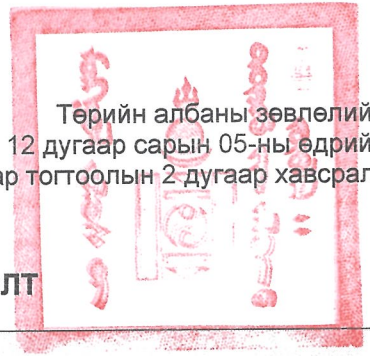 Төрийн албаны зөвлөлий
12 дугаар сарын 05-ны өдрий
ар тогтоолын 2 дугаар хавсрал
ЛТ